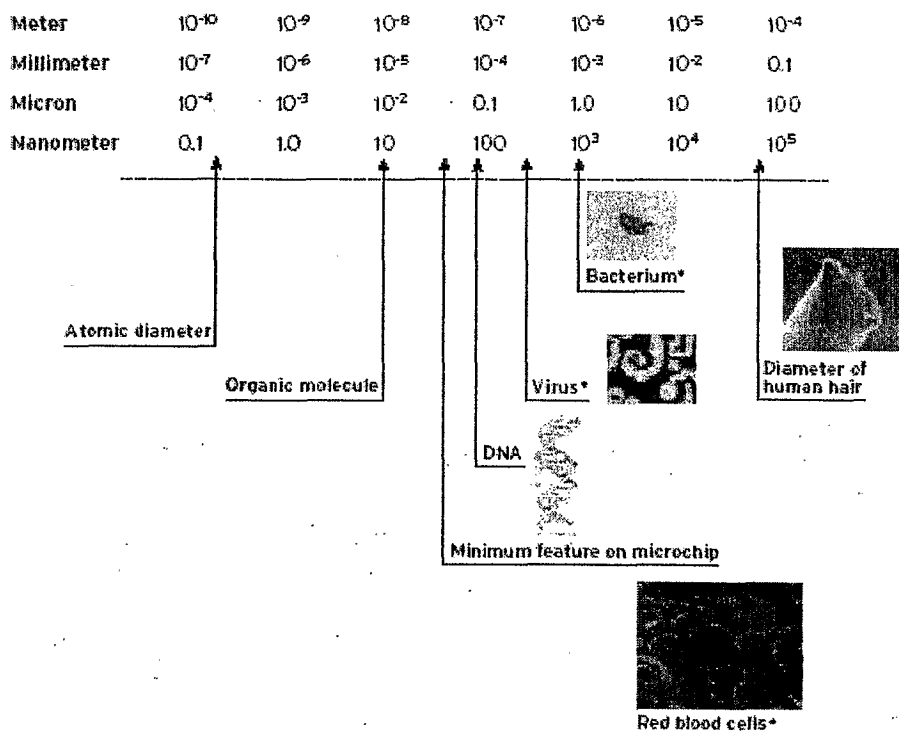 Meter 10⁻¹⁰ 10⁻⁹ 10⁻⁸ 10⁻⁷ 10⁻⁶ 10⁻⁵ 10⁻⁴
Millimeter 10⁻⁷ 10⁻⁶ 10⁻⁵ 10⁻⁴ 10⁻³ 10⁻² 0.1
Micron 10⁻⁴ 10⁻³ 10⁻² 0.1 1.0 10 100
Nanometer 0.1 1.0 10 100 10³ 10⁴ 10⁵
Bacterium*
Atomic diameter
Organic molecule
Virus*
Diameter of
human hair
DNA
Minimum feature on microchip
Red blood cells*